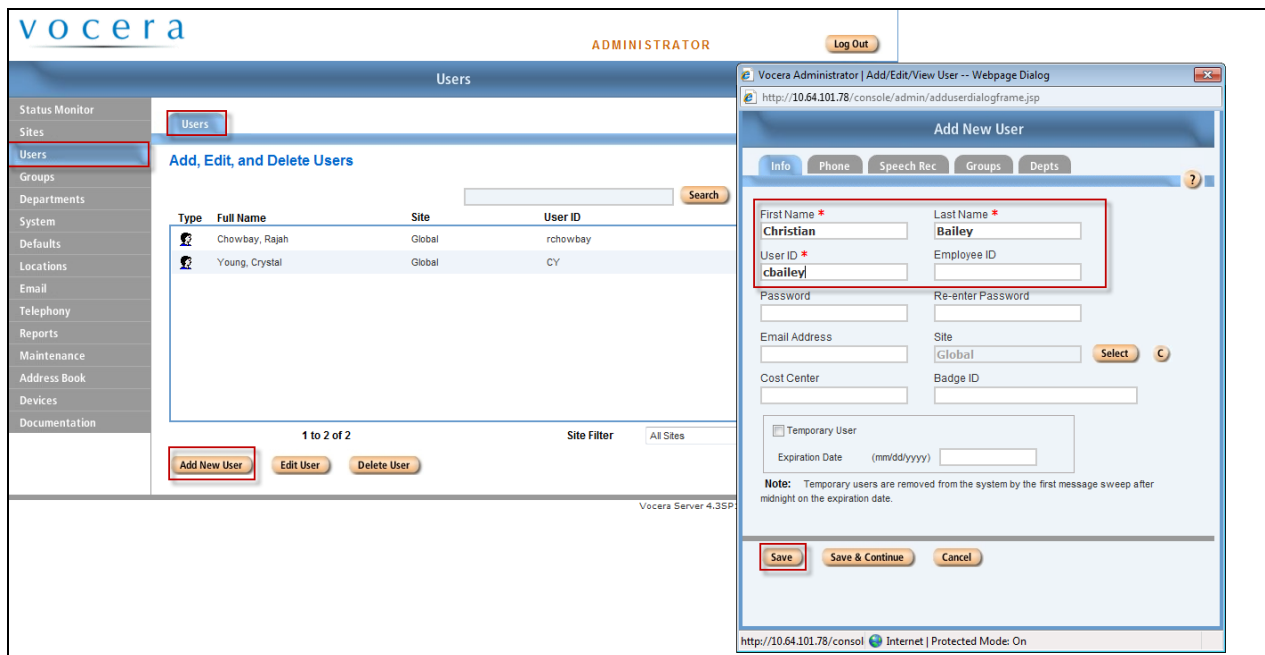 vocera
ADMINISTRATOR
Log Out
Users
Status Monitor
Sites
Users
Groups
Departments
System
Defaults
Locations
Email
Telephony
Reports
Maintenance
Address Book
Devices
Documentation
Users
Add, Edit, and Delete Users
Search
Type Full Name Site User ID
Chowbay, Rajah Global rchowbay
Young, Crystal Global CY
1 to 2 of 2 Site Filter All Sites
Add New User Edit User Delete User
Vocera Server 4.3SP
Vocera Administrator | Add/Edit/View User -- Webpage Dialog
http://10.64.101.78/console/admin/adduserdialogframe.jsp
Add New User
Info Phone Speech Rec Groups Depts
?
First Name * Last Name *
Christian Bailey
User ID * Employee ID
cbailey
Password Re-enter Password
Email Address Site
Global Select C
Cost Center Badge ID
Temporary User
Expiration Date (mm/dd/yyyy)
Note: Temporary users are removed from the system by the first message sweep after
midnight on the expiration date.
Save Save & Continue Cancel
http://10.64.101.78/consol Internet | Protected Mode: On